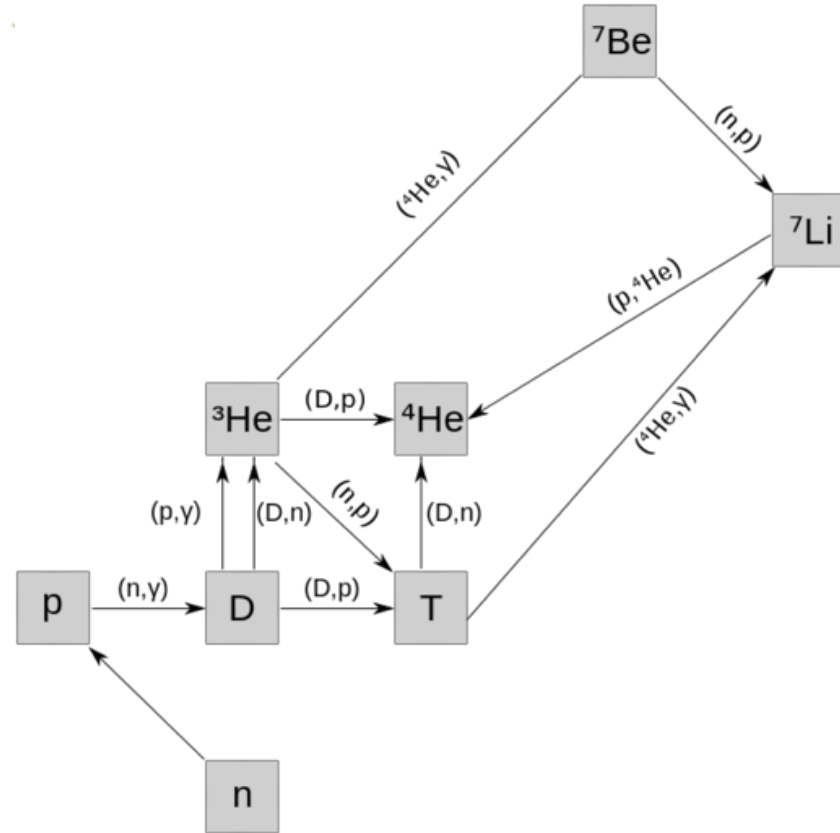 ⁷Be
(n,p)
(⁴He,γ)
⁷Li
(p,⁴He)
³He
(D,p)
⁴He
(⁴He,γ)
(p,γ)
(D,n)
(n,p)
(D,n)
p
(n,γ)
D
(D,p)
T
n